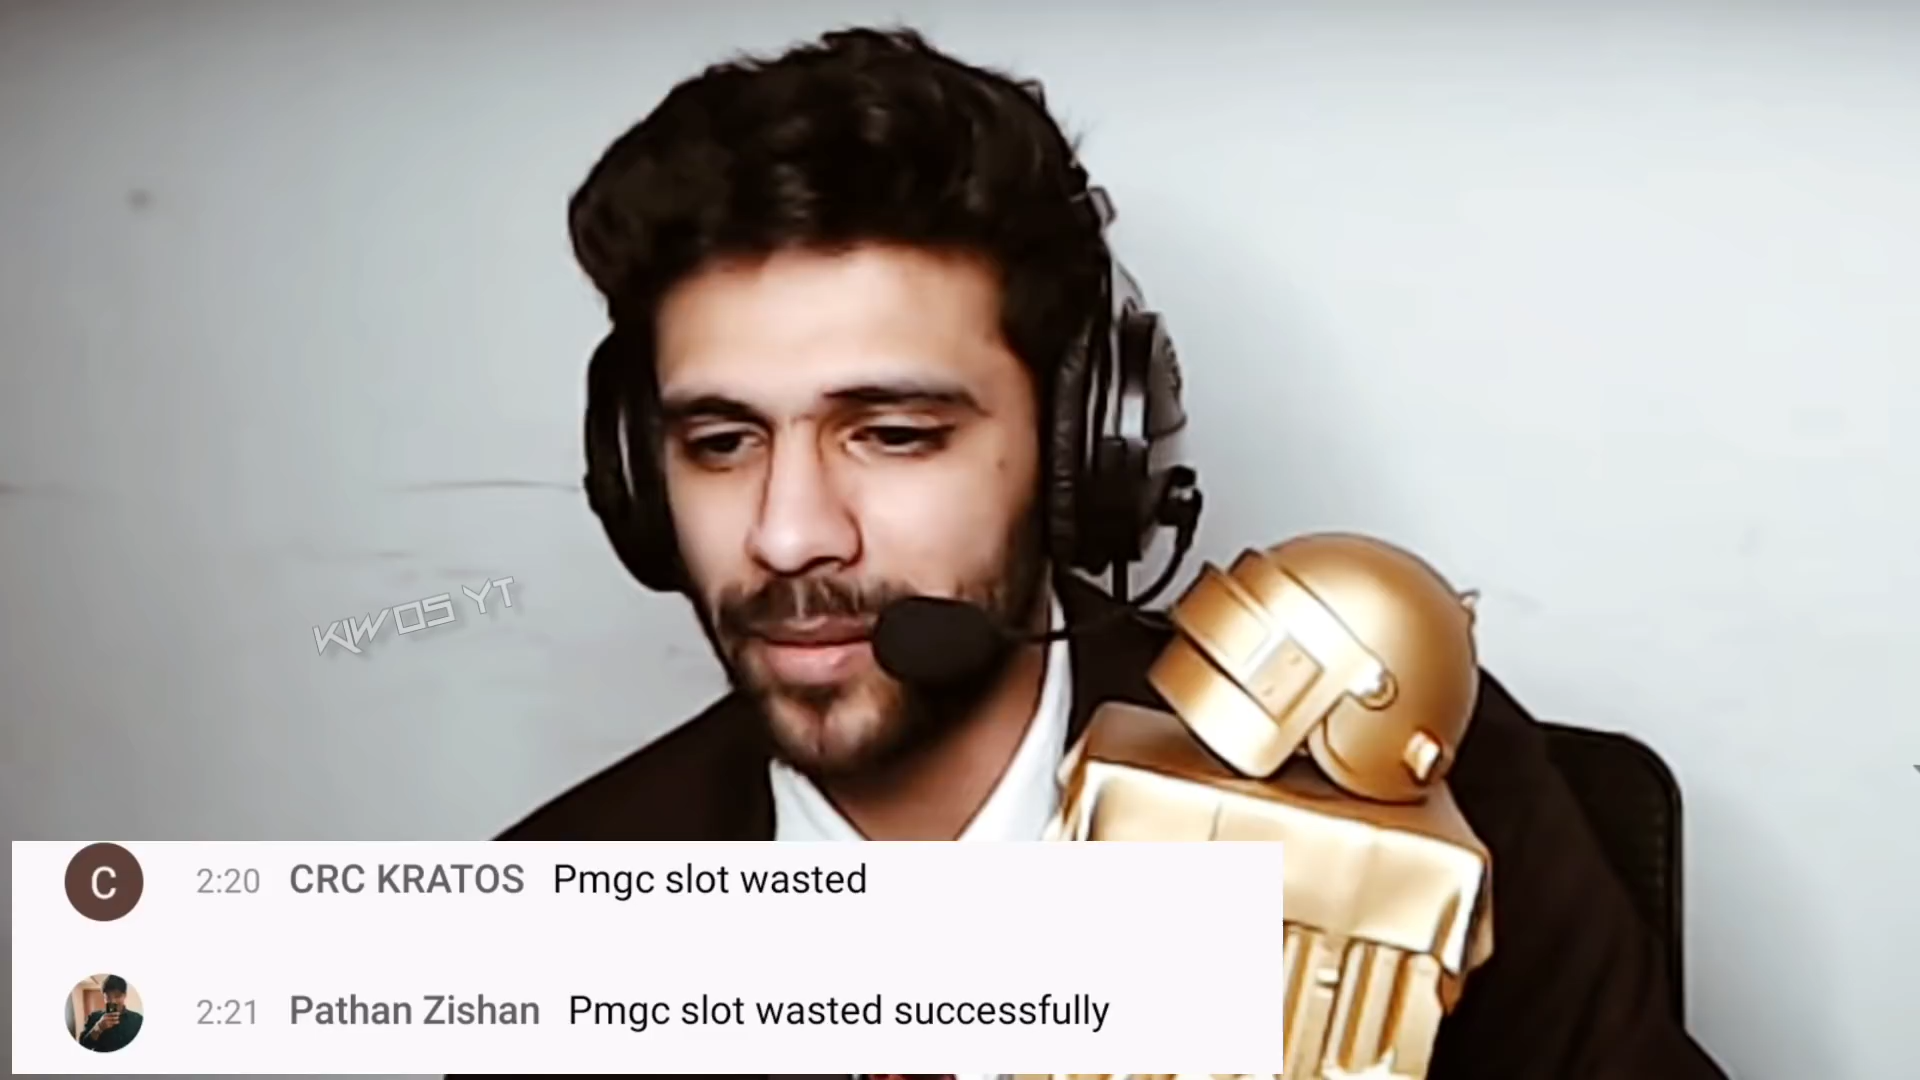 KIWOS YT
C 2:20 CRC KRATOS Pmgc slot wasted
2:21 Pathan Zishan Pmgc slot wasted successfully